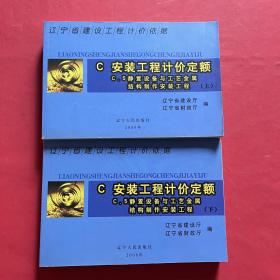 辽宁省建设工程计价依据
LIAONINGSHENGJIANSHEGONGCHENGJIJIAYIJU
C 安装工程计价定额
C.5静置设备与工艺金属
结构制作安装工程（上）
辽宁省建设厅
辽宁省财政厅 编
辽宁人民出版社
2008年
辽宁省建设工程计价依据
LIAONINGSHENGJIANSHEGONGCHENGJIJIAYIJU
C 安装工程计价定额
C.5静置设备与工艺金属
结构制作安装工程（下）
辽宁省建设厅
辽宁省财政厅 编
辽宁人民出版社
2008年